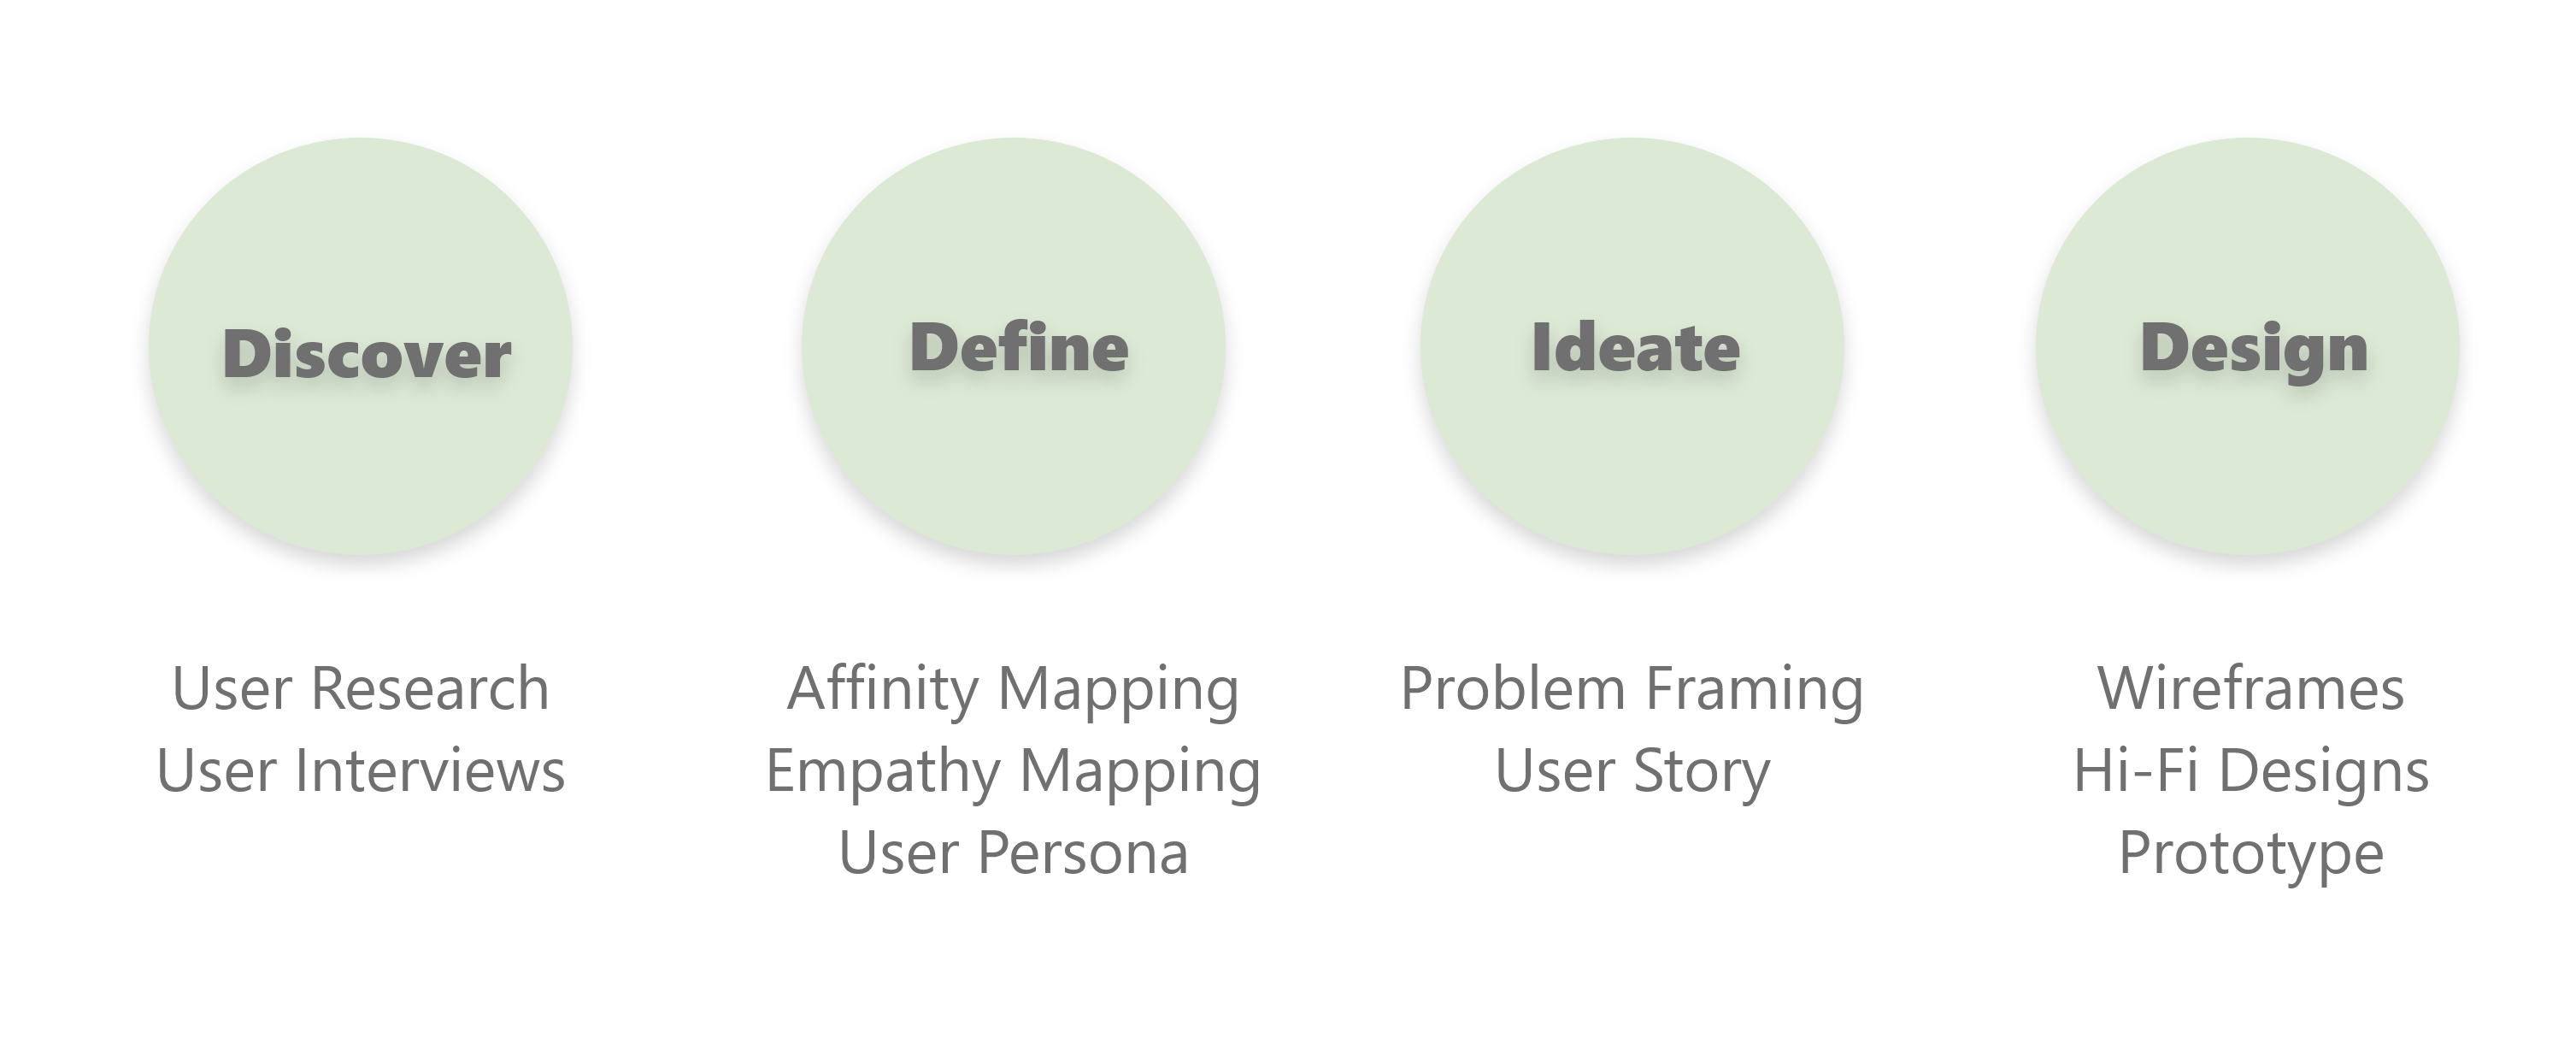 Discover
User Research
User Interviews
Define
Affinity Mapping
Empathy Mapping
User Persona
Ideate
Problem Framing
User Story
Design
Wireframes
Hi-Fi Designs
Prototype